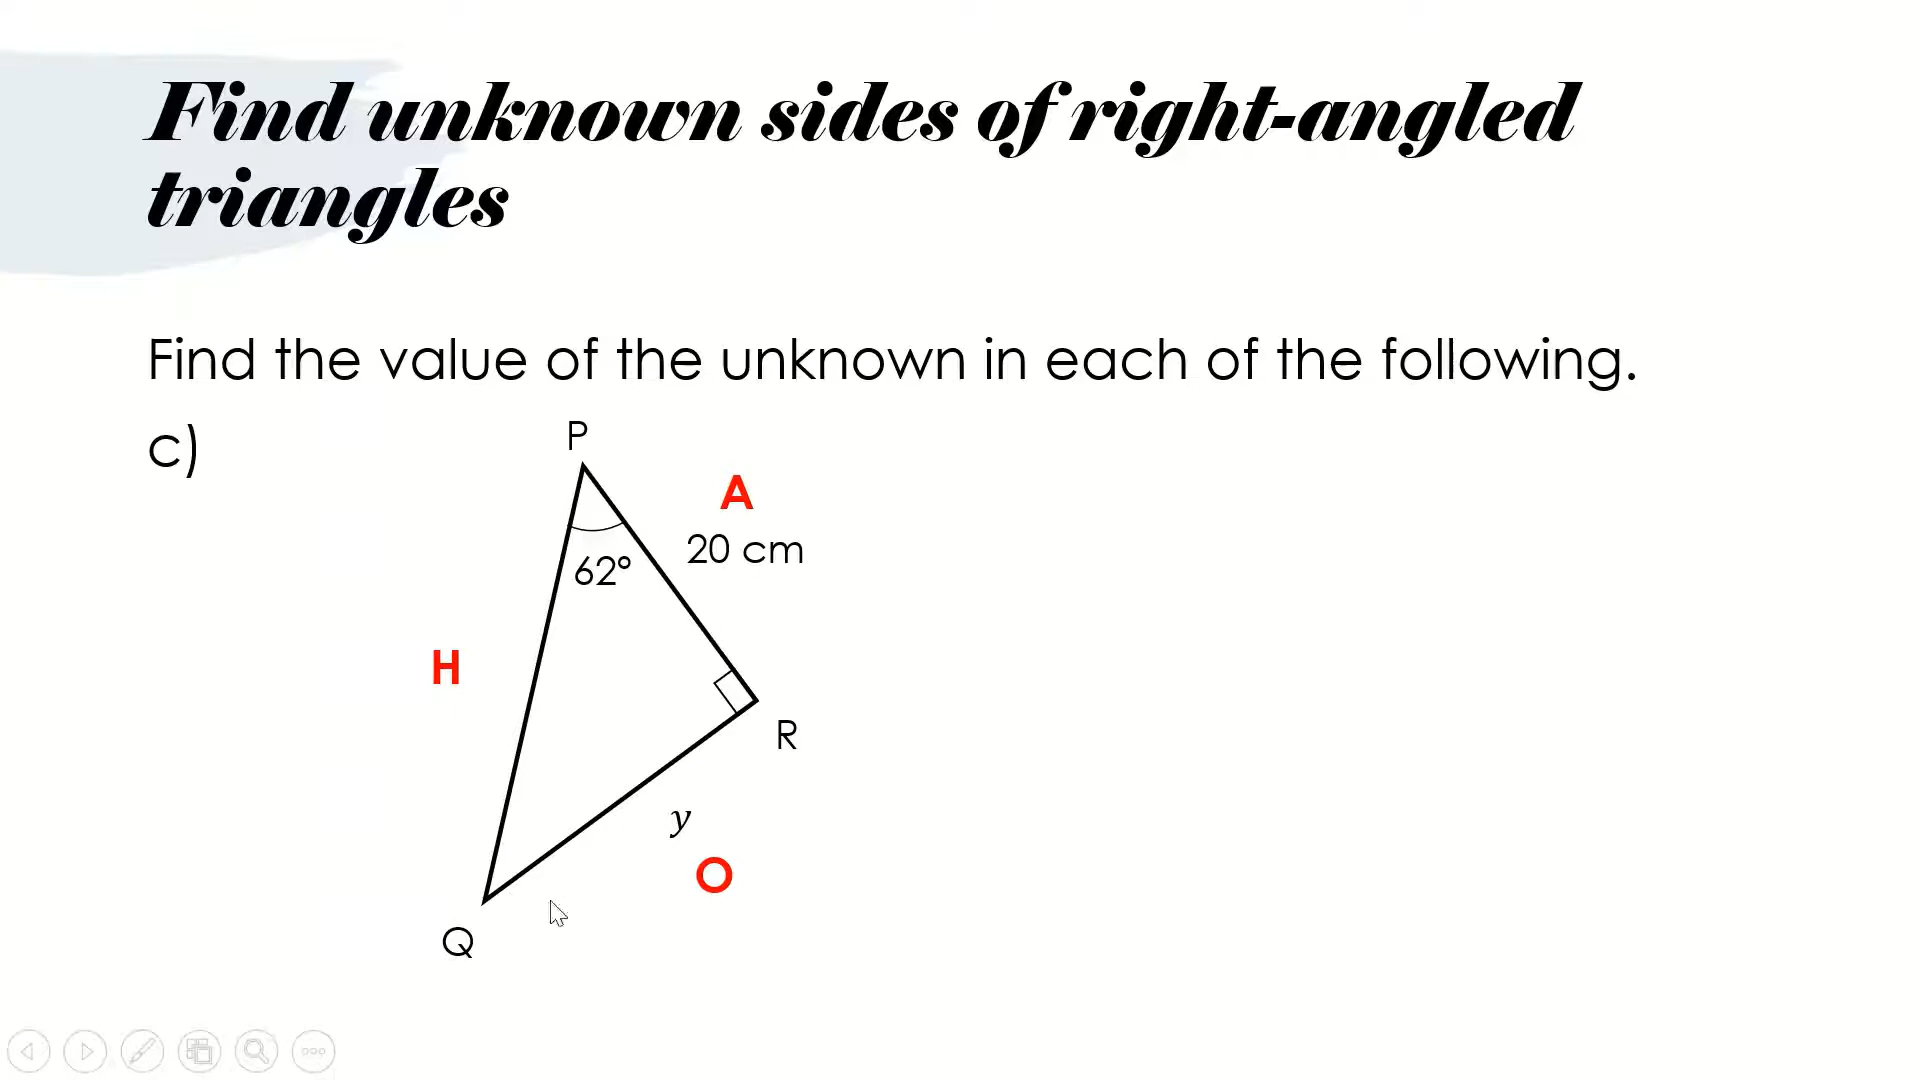 Find unknown sides of right-angled
triangles
Find the value of the unknown in each of the following.
c)
P
A
20 cm
62°
H
R
y
O
Q